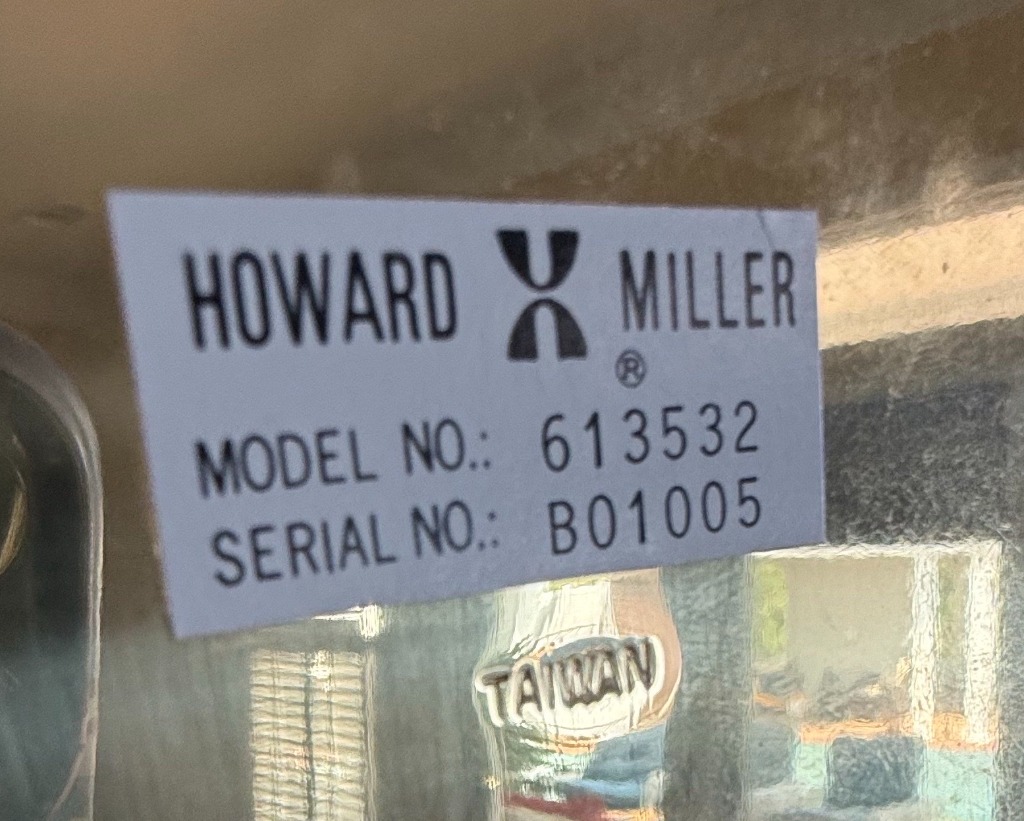 HOWARD MILLER
®
MODEL NO.: 613532
SERIAL NO.: B01005
TAIWAN